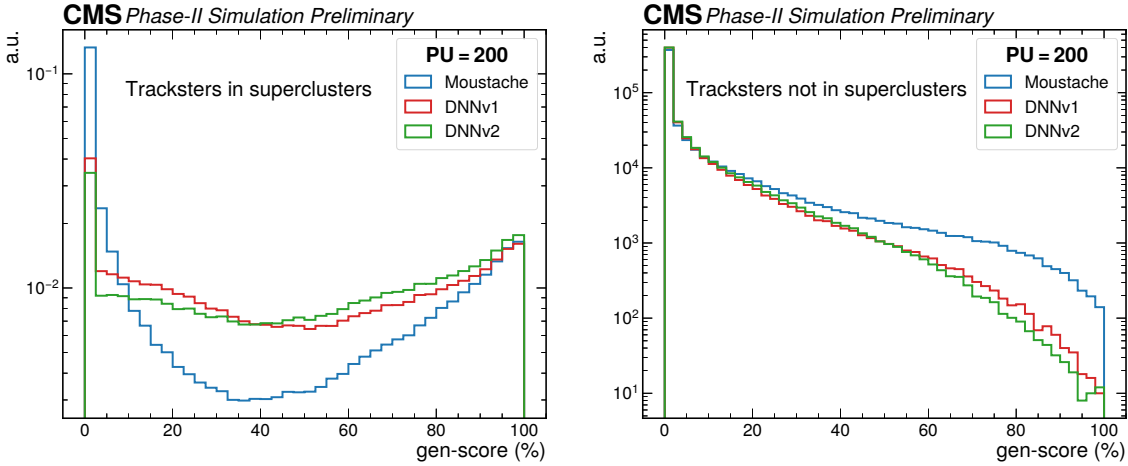 CMS Phase-II Simulation Preliminary
a.u.
PU = 200
Moustache
DNNv1
DNNv2
Tracksters in superclusters
10⁻¹
10⁻²
0 20 40 60 80 100
gen-score (%)
CMS Phase-II Simulation Preliminary
a.u.
PU = 200
Moustache
DNNv1
DNNv2
Tracksters not in superclusters
10⁵
10⁴
10³
10²
10¹
0 20 40 60 80 100
gen-score (%)